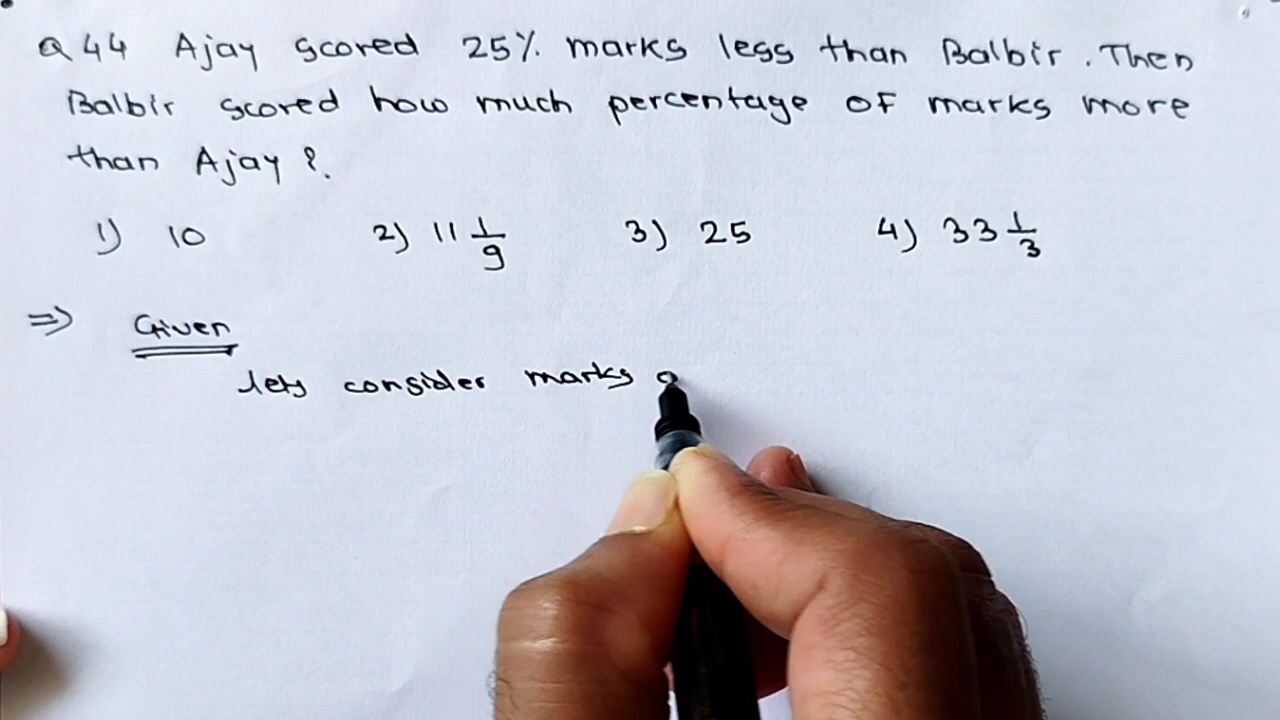 Q 44 Ajay scored 25% marks less than Balbir. Then
Balbir scored how much percentage of marks more
than Ajay?.
1) 10 2) 11 1/9 3) 25 4) 33 1/3
⇒ Given
lets consider marks o